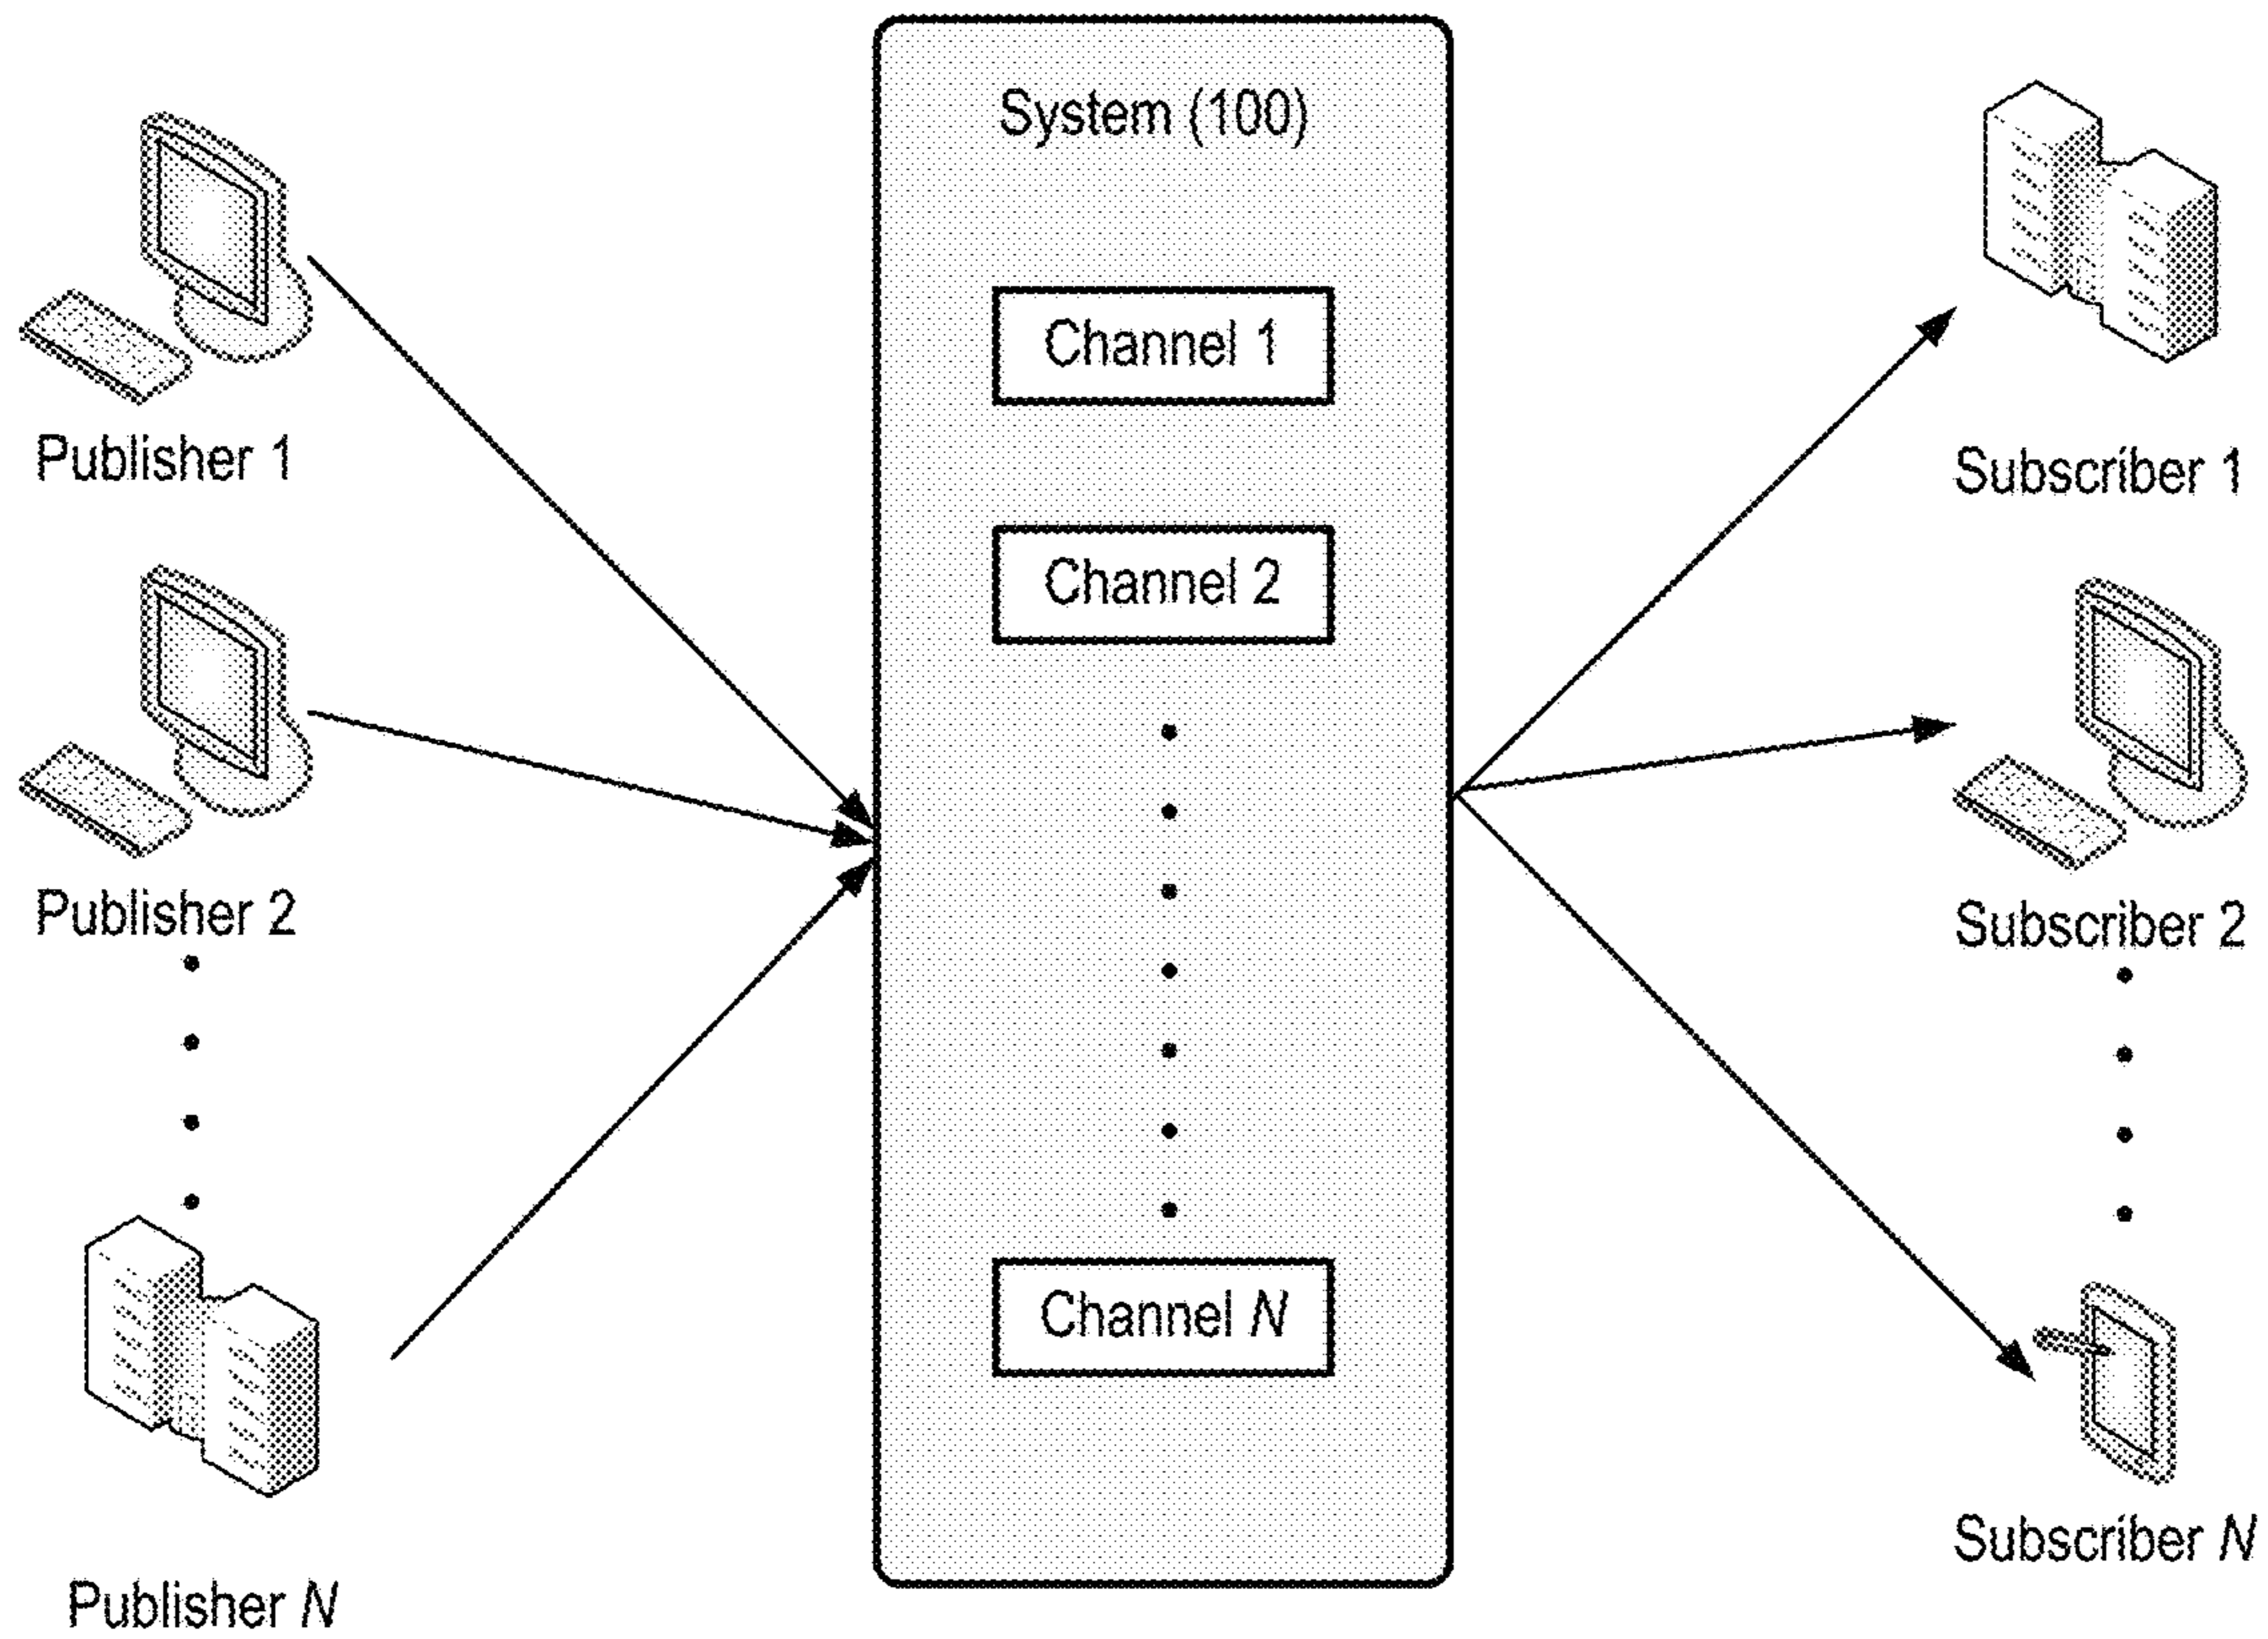 System (100)
Publisher 1
Publisher 2
Publisher N
Channel 1
Channel 2
Channel N
Subscriber 1
Subscriber 2
Subscriber N